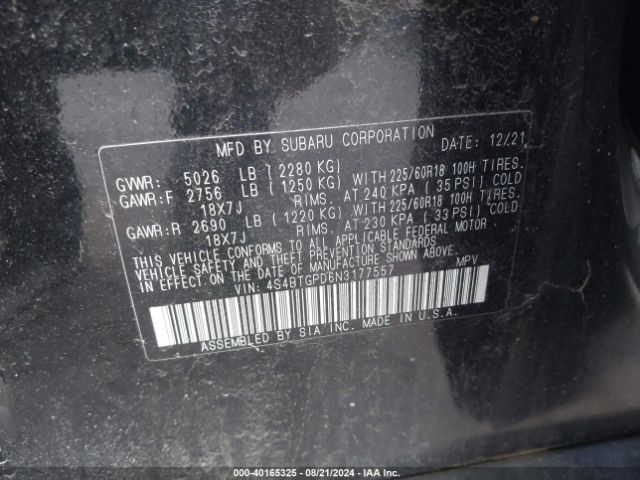 MFD BY SUBARU CORPORATION DATE: 12/21
GVWR: 5026 LB ( 2280 KG)
GAWR:F 2756 LB ( 1250 KG) WITH 225/60R18 100H TIRES.
18X7J RIMS. AT 240 KPA ( 35 PSI) COLD
GAWR:R 2690 LB ( 1220 KG) WITH 225/60R18 100H TIRES.
18X7J RIMS. AT 230 KPA ( 33 PSI) COLD
THIS VEHICLE CONFORMS TO ALL APPLICABLE FEDERAL MOTOR
VEHICLE SAFETY AND THEFT PREVENTION STANDARDS
IN EFFECT ON THE DATE OF MANUFACTURE SHOWN ABOVE.
VIN: 4S4BTGPD6N3177557 MPV
ASSEMBLED BY SIA INC. MADE IN U.S.A.
000-40165325 - 08/21/2024 - IAA Inc.